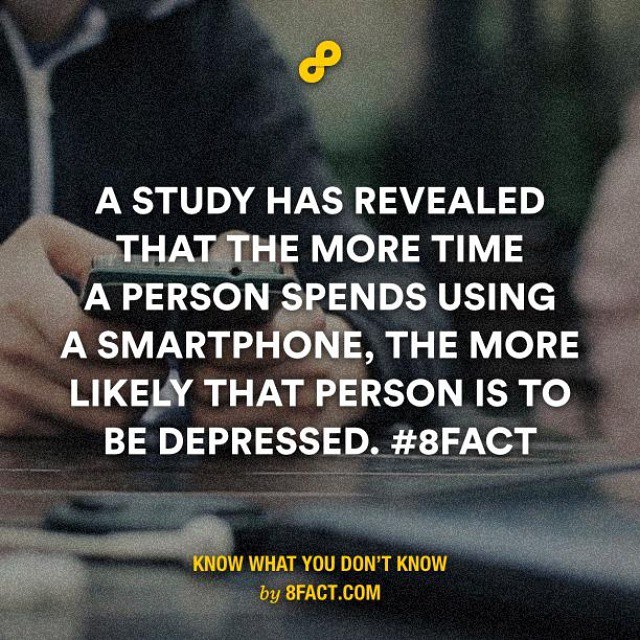 A STUDY HAS REVEALED
THAT THE MORE TIME
A PERSON SPENDS USING
A SMARTPHONE, THE MORE
LIKELY THAT PERSON IS TO
BE DEPRESSED. #8FACT
KNOW WHAT YOU DON'T KNOW
by 8FACT.COM